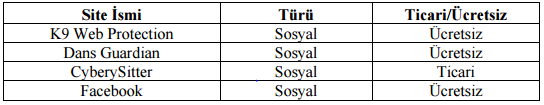 Site İsmi Türü Ticari/Ücretsiz
K9 Web Protection Sosyal Ücretsiz
Dans Guardian Sosyal Ücretsiz
CyberySitter Sosyal Ticari
Facebook Sosyal Ücretsiz